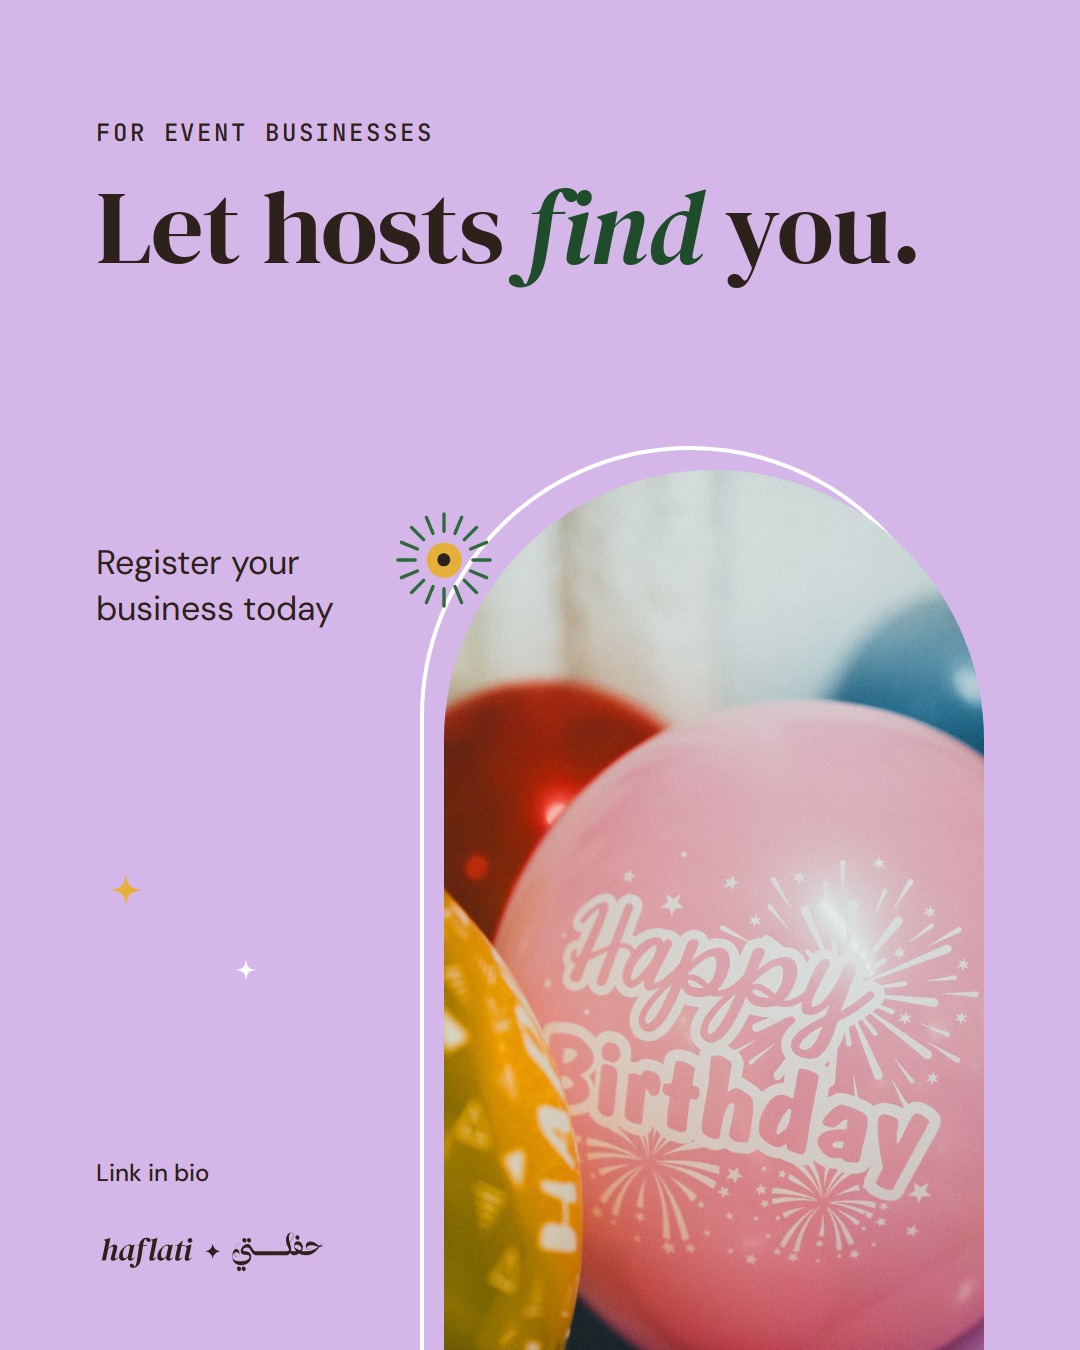 FOR EVENT BUSINESSES
Let hosts find you.
Register your
business today
Happy
Birthday
Link in bio
haflati ✦ حفلتي